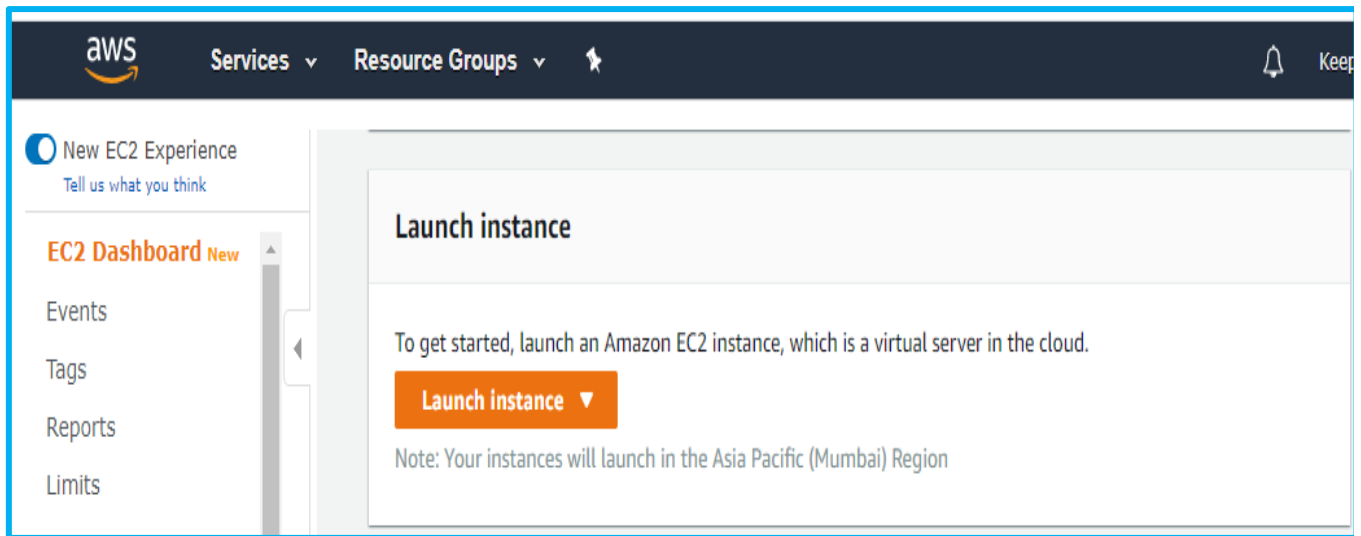 aws Services Resource Groups Keep
New EC2 Experience
Tell us what you think
EC2 Dashboard New
Events
Tags
Reports
Limits
Launch instance
To get started, launch an Amazon EC2 instance, which is a virtual server in the cloud.
Launch instance
Note: Your instances will launch in the Asia Pacific (Mumbai) Region